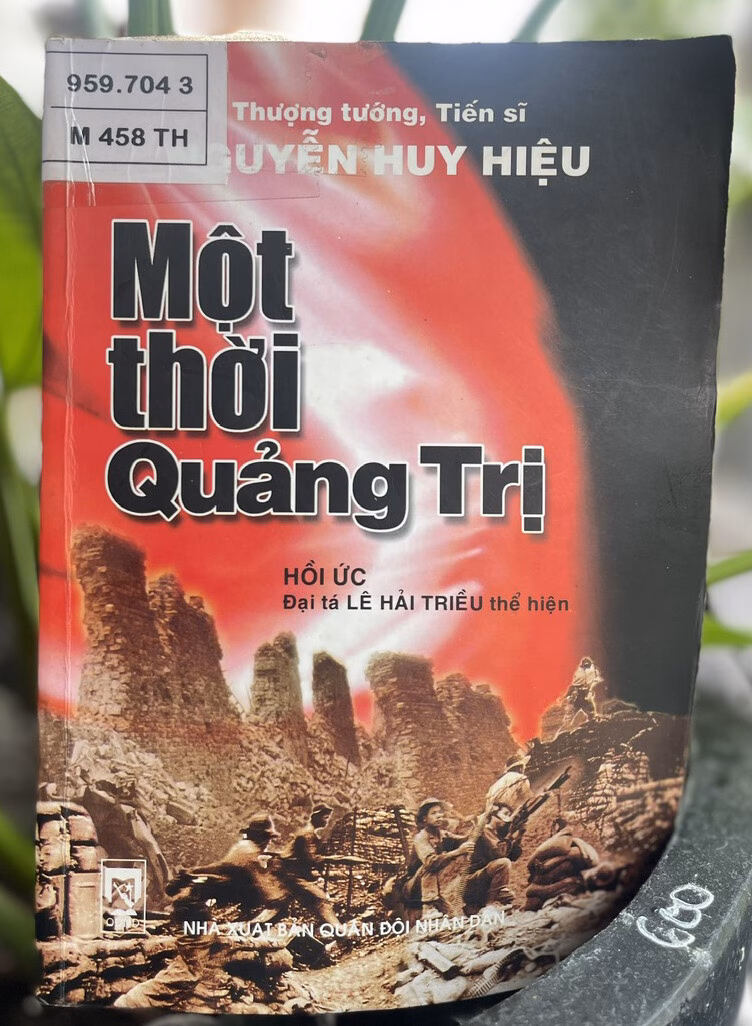 959.704 3
M 458 TH
Thượng tướng, Tiến sĩ
GUYỄN HUY HIỆU
Một
thời
Quảng Trị
HỒI ỨC
Đại tá LÊ HẢI TRIỀU thể hiện
NHÀ XUẤT BẢN QUÂN ĐỘI NHÂN DÂN
600